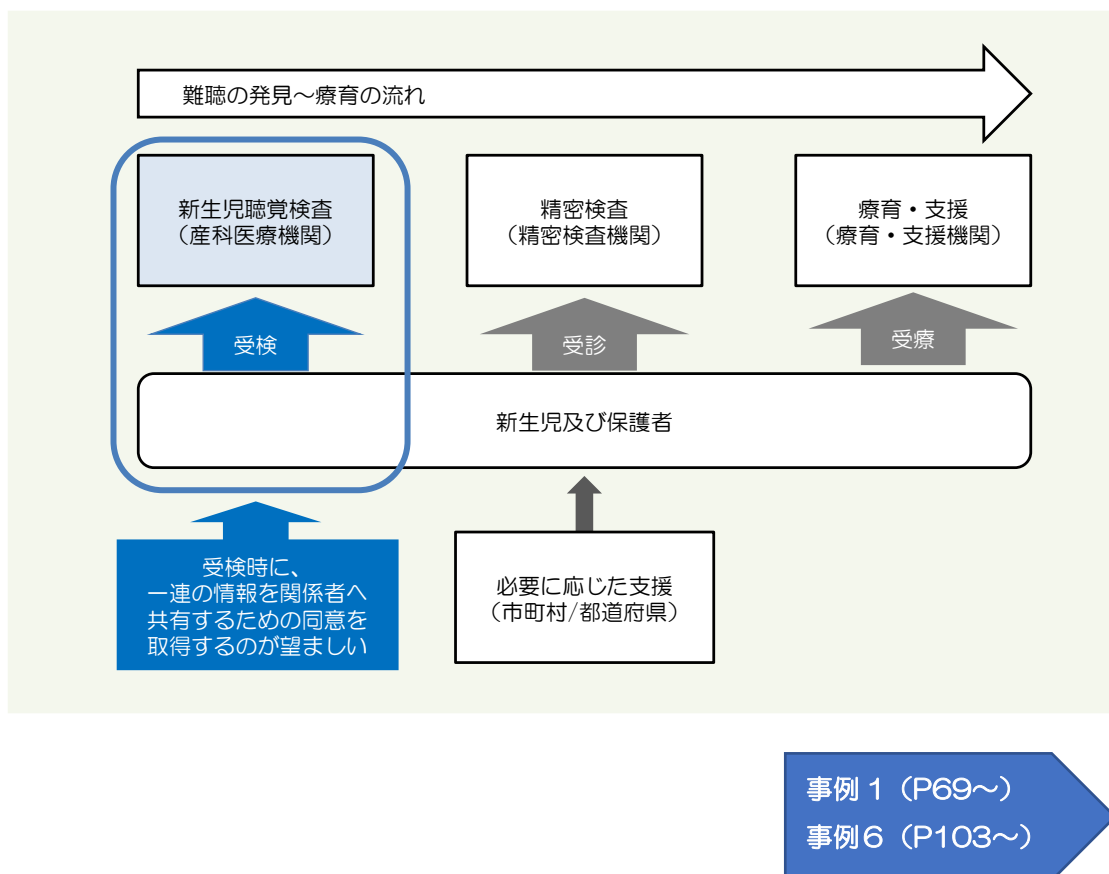 難聴の発見～療育の流れ
新生児聴覚検査
（産科医療機関）
精密検査
（精密検査機関）
療育・支援
（療育・支援機関）
受検
受診
受療
新生児及び保護者
受検時に、
一連の情報を関係者へ
共有するための同意を
取得するのが望ましい
必要に応じた支援
（市町村/都道府県）
事例１（P69～）
事例６（P103～）